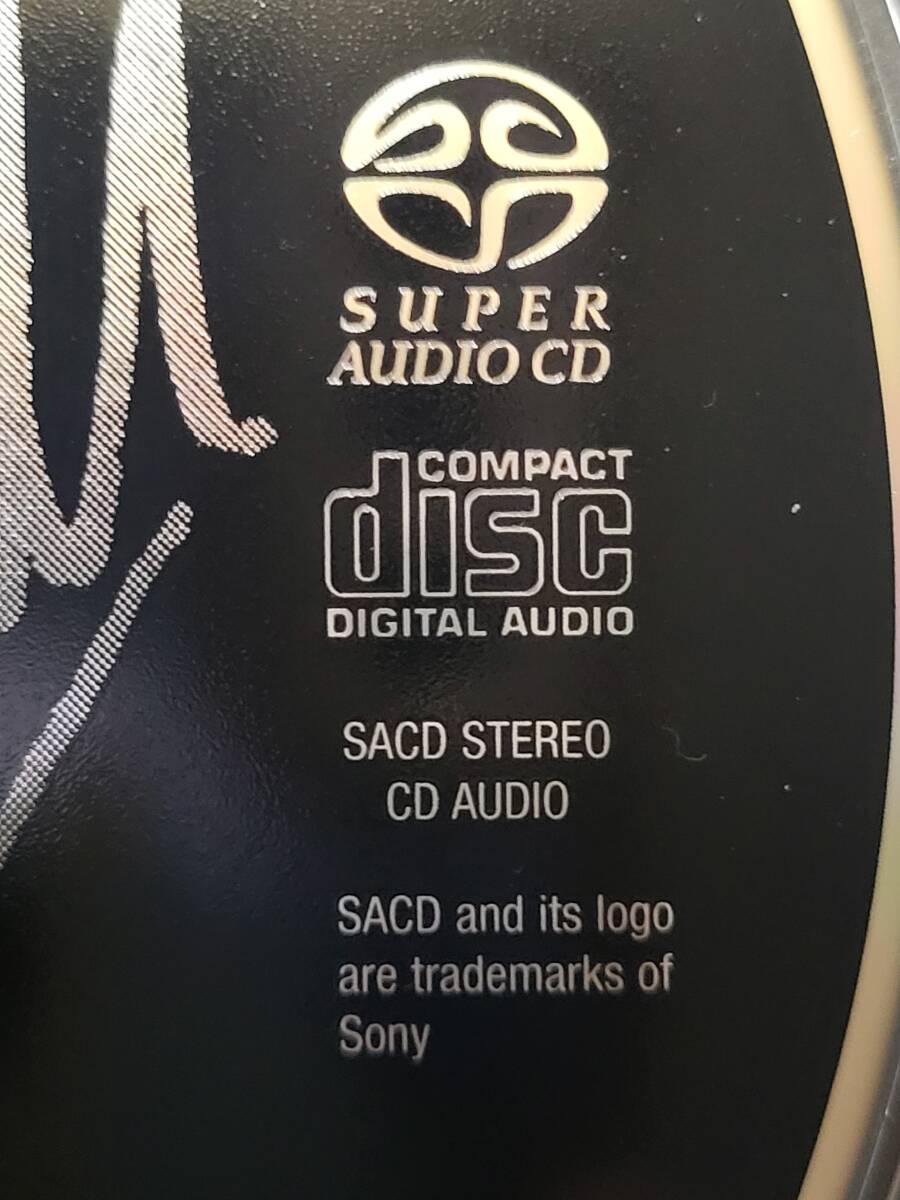 SUPER
AUDIO CD
COMPACT
disc
DIGITAL AUDIO
SACD STEREO
CD AUDIO
SACD and its logo
are trademarks of
Sony